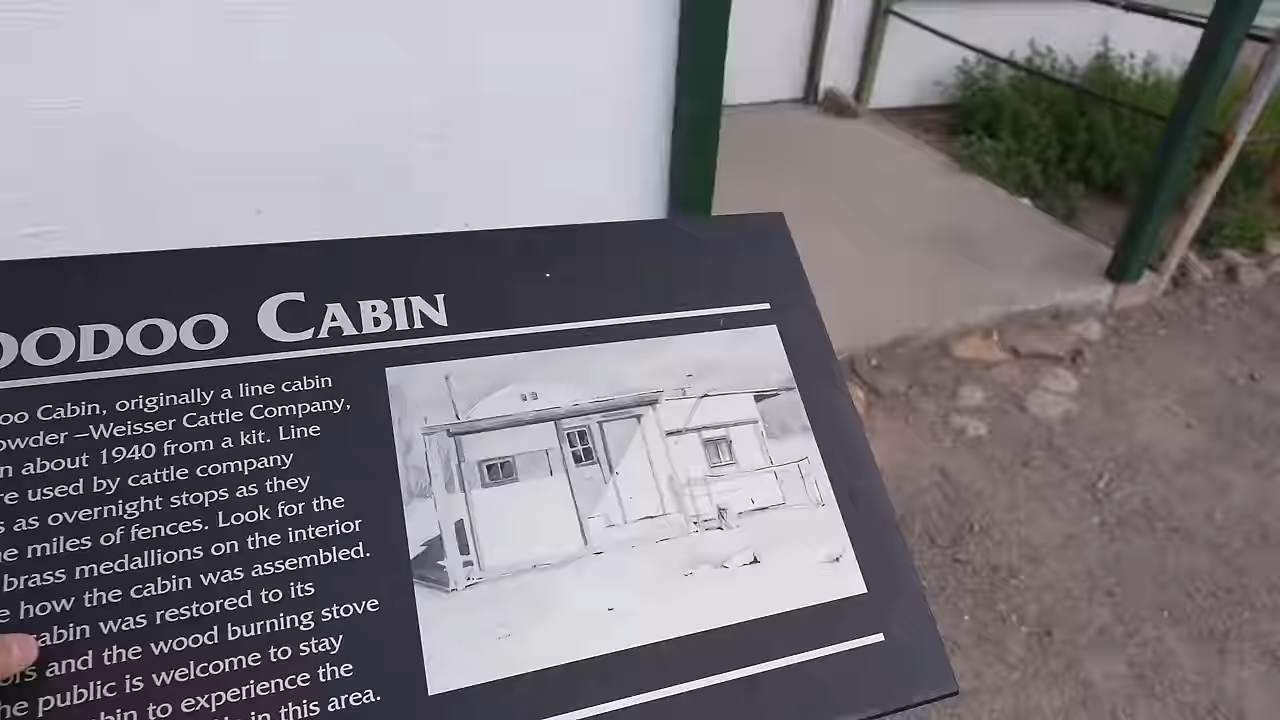 OODOO CABIN
oo Cabin, originally a line cabin
owder –Weisser Cattle Company,
n about 1940 from a kit. Line
re used by cattle company
s as overnight stops as they
e miles of fences. Look for the
brass medallions on the interior
e how the cabin was assembled.
abin was restored to its
ors and the wood burning stove
he public is welcome to stay
bin to experience the
in this area.